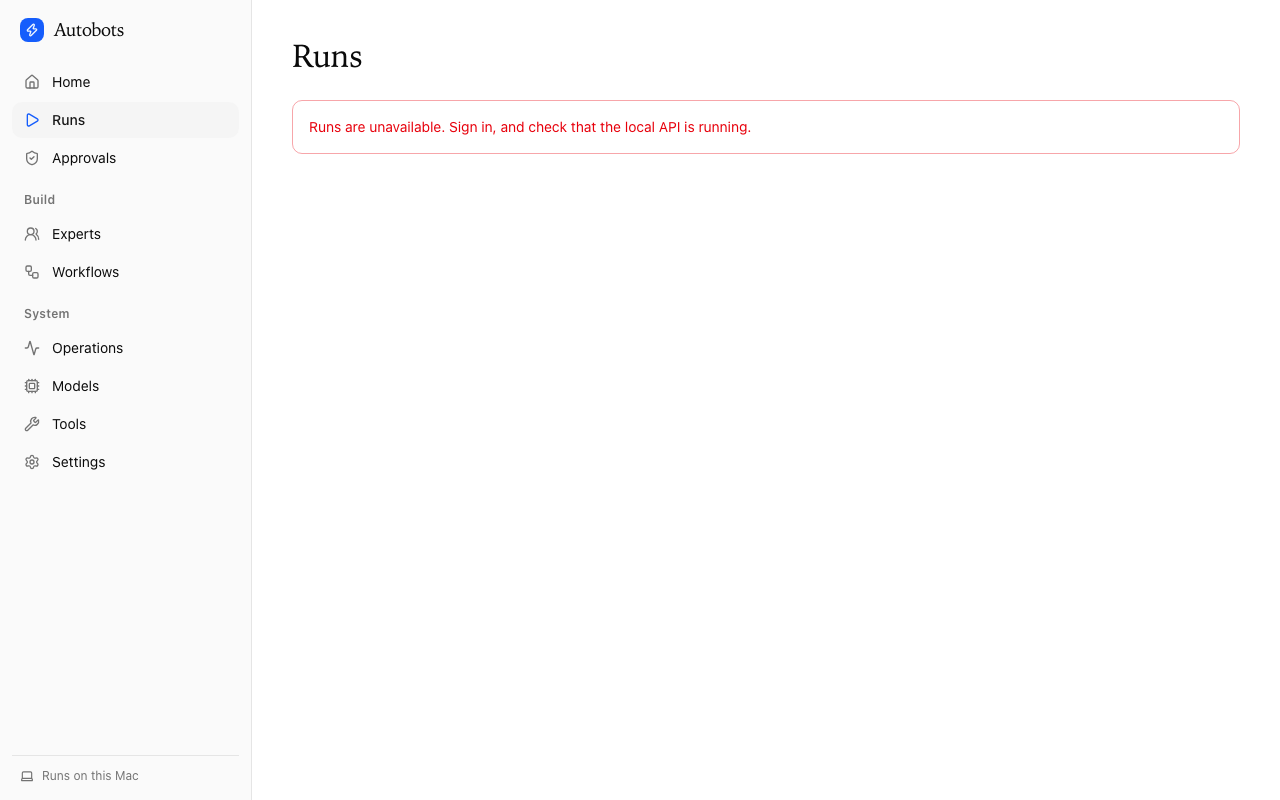 Autobots
Home
Runs
Approvals
Build
Experts
Workflows
System
Operations
Models
Tools
Settings
Runs on this Mac
Runs
Runs are unavailable. Sign in, and check that the local API is running.